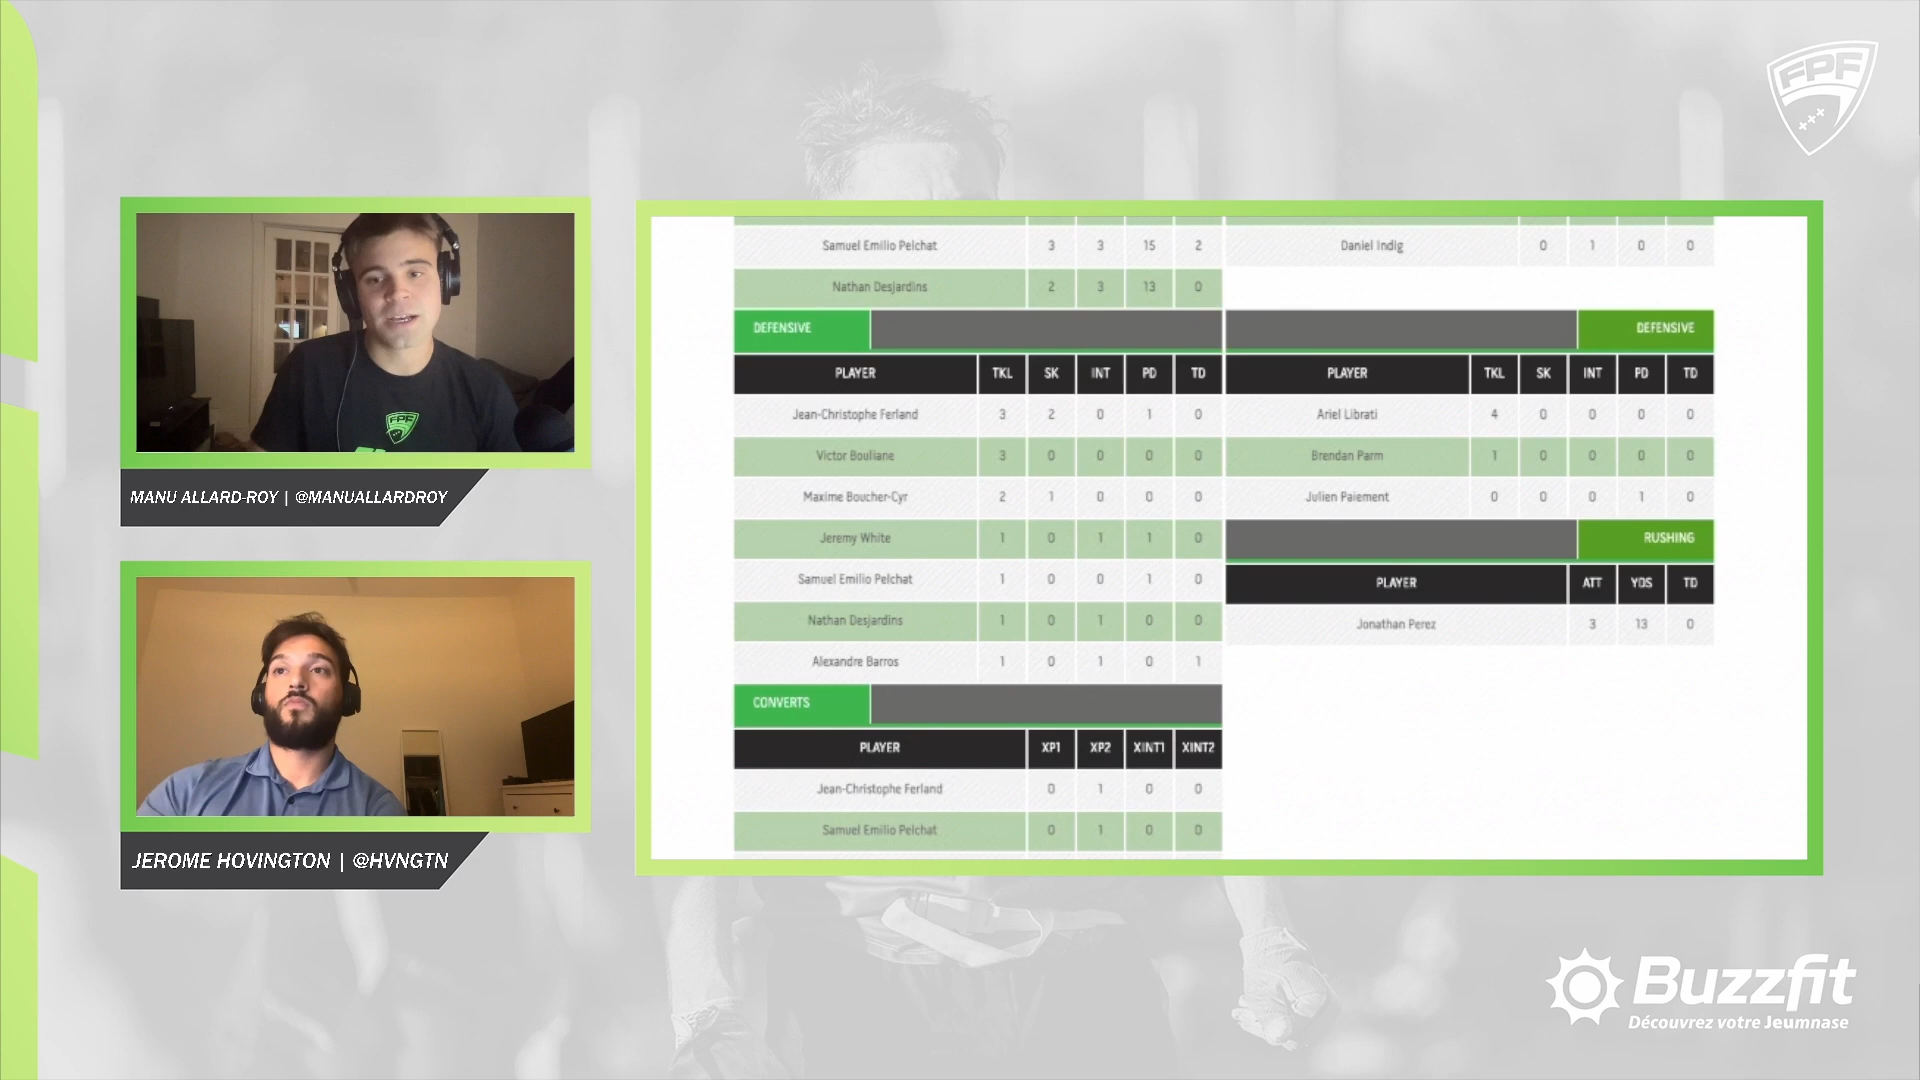 FPF
FPF
MANU ALLARD-ROY | @MANUALLARDROY
JEROME HOVINGTON | @HVNGTN
Samuel Emilio Pelchat 3 3 15 2
Nathan Desjardins 2 3 13 0
DEFENSIVE
PLAYER TKL SK INT PD TD
Jean-Christophe Ferland 3 2 0 1 0
Victor Bouliane 3 0 0 0 0
Maxime Boucher-Cyr 2 1 0 0 0
Jeremy White 1 0 1 1 0
Samuel Emilio Pelchat 1 0 0 1 0
Nathan Desjardins 1 0 1 0 0
Alexandre Barros 1 0 1 0 1
CONVERTS
PLAYER XP1 XP2 XINT1 XINT2
Jean-Christophe Ferland 0 1 0 0
Samuel Emilio Pelchat 0 1 0 0
Daniel Indig 0 1 0 0
DEFENSIVE
PLAYER TKL SK INT PD TD
Ariel Librati 4 0 0 0 0
Brendan Parm 1 0 0 0 0
Julien Paiement 0 0 0 1 0
RUSHING
PLAYER ATT YDS TD
Jonathan Perez 3 13 0
Buzzfit
Découvrez votre Jeumnase